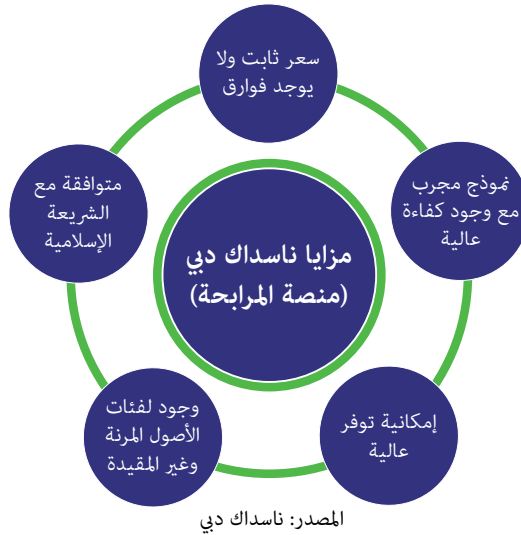 سعر ثابت ولا
يوجد فوارق
نموذج مجرب
مع وجود كفاءة
عالية
متوافقة مع
الشريعة
الإسلامية
مزايا ناسداك دبي
(منصة المرابحة)
إمكانية توفر
عالية
وجود لفئات
الأصول المرنة
وغير المقيدة
المصدر: ناسداك دبي